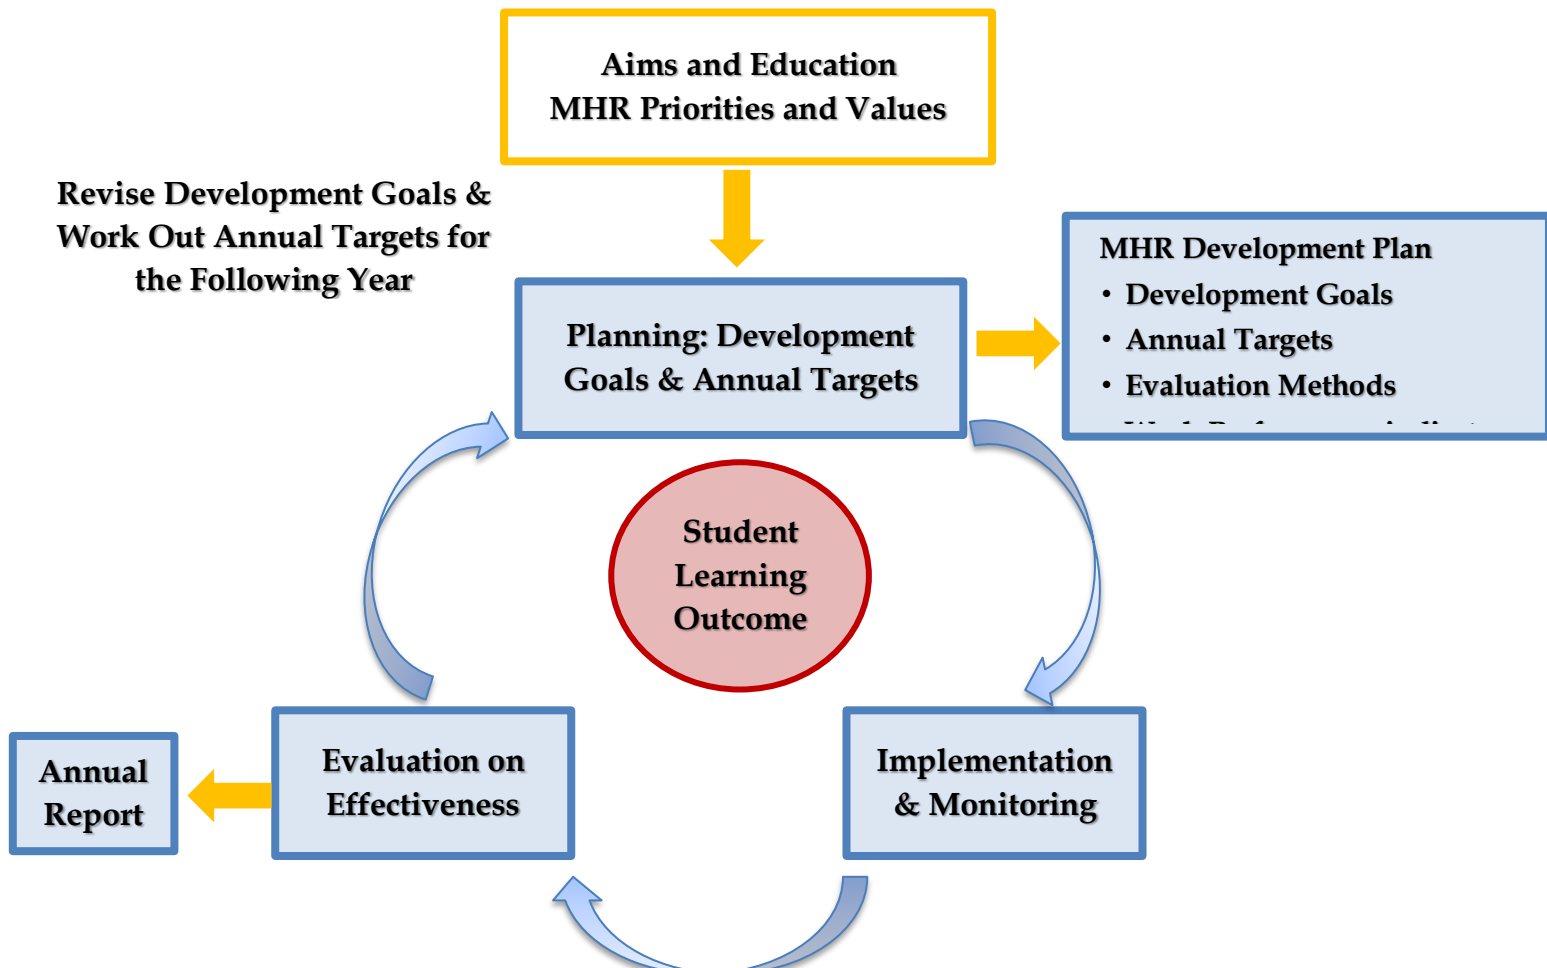 Aims and Education
MHR Priorities and Values
Revise Development Goals &
Work Out Annual Targets for
the Following Year
MHR Development Plan
• Development Goals
• Annual Targets
• Evaluation Methods
Planning: Development
Goals & Annual Targets
Student
Learning
Outcome
Annual
Report
Evaluation on
Effectiveness
Implementation
& Monitoring